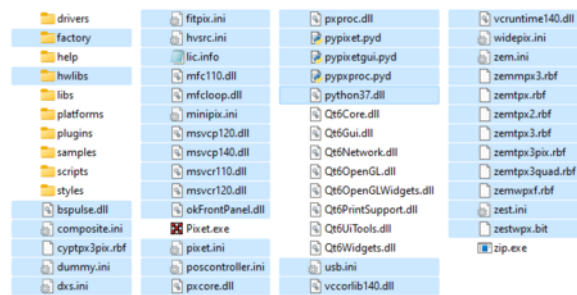 drivers
factory
help
hwlibs
libs
platforms
plugins
samples
scripts
styles
bspulse.dll
composite.ini
cyptpx3pix.rbf
dummy.ini
dxs.ini
fitpix.ini
hvsrc.ini
lic.info
mfc110.dll
mfcloop.dll
minipix.ini
msvcp120.dll
msvcp140.dll
msvcr110.dll
msvcr120.dll
okFrontPanel.dll
Pixet.exe
pixet.ini
poscontroller.ini
pxcore.dll
pxproc.dll
pypixet.pyd
pypixetgui.pyd
pypxproc.pyd
python37.dll
Qt6Core.dll
Qt6Gui.dll
Qt6Network.dll
Qt6OpenGL.dll
Qt6OpenGLWidgets.dll
Qt6PrintSupport.dll
Qt6UiTools.dll
Qt6Widgets.dll
usb.ini
vccorlib140.dll
vcruntime140.dll
widepix.ini
zem.ini
zemmpx3.rbf
zemtpx.rbf
zemtpx2.rbf
zemtpx3.rbf
zemtpx3pix.rbf
zemtpx3quad.rbf
zemwpxf.rbf
zest.ini
zestwpx.bit
zip.exe